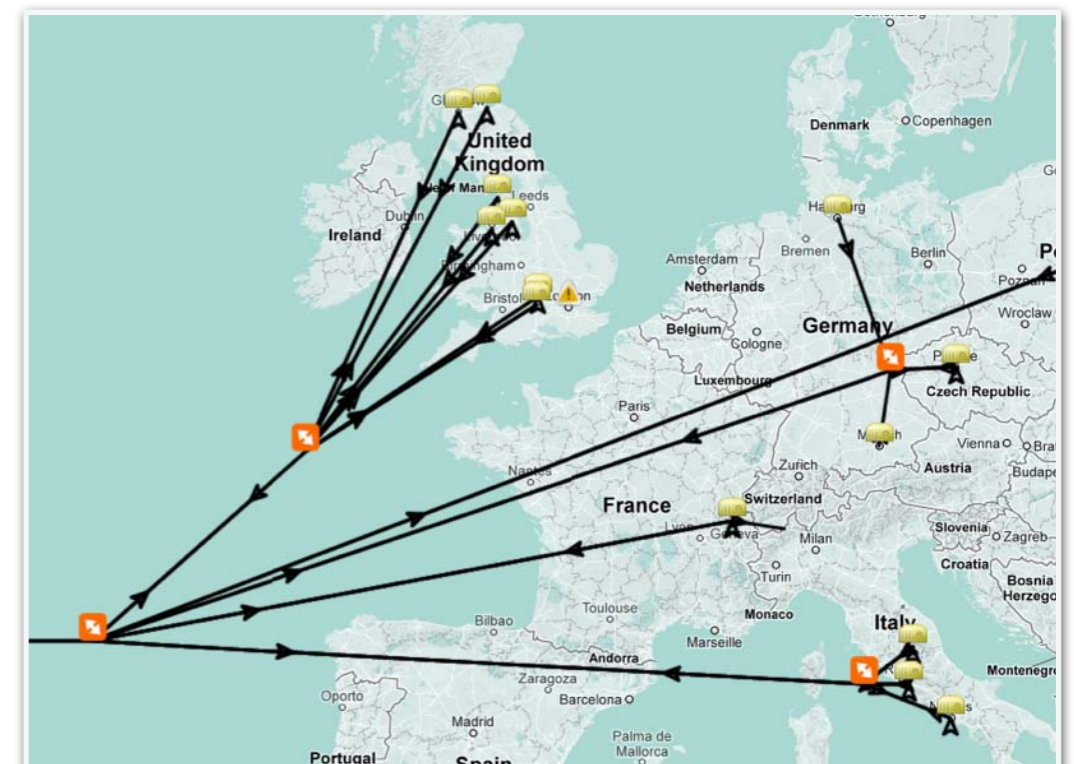 Denmark
Copenhagen
United
Kingdom
Leeds
Dublin
Ireland
Bremen
Berlin
Amsterdam
Netherlands
Poznan
Bristol
Wroclaw
Belgium
Germany
Cologne
Luxembourg
Czech Republic
Paris
Vienna
Zurich
Austria
Nantes
Switzerland
France
Slovenia
Zagreb
Lyon
Geneva
Milan
Croatia
Turin
Bosnia
Toulouse
Monaco
Bilbao
Italy
Marseille
Andorra
Zaragoza
Oporto
Barcelona
Madrid
Palma de
Mallorca
Portugal
Spain